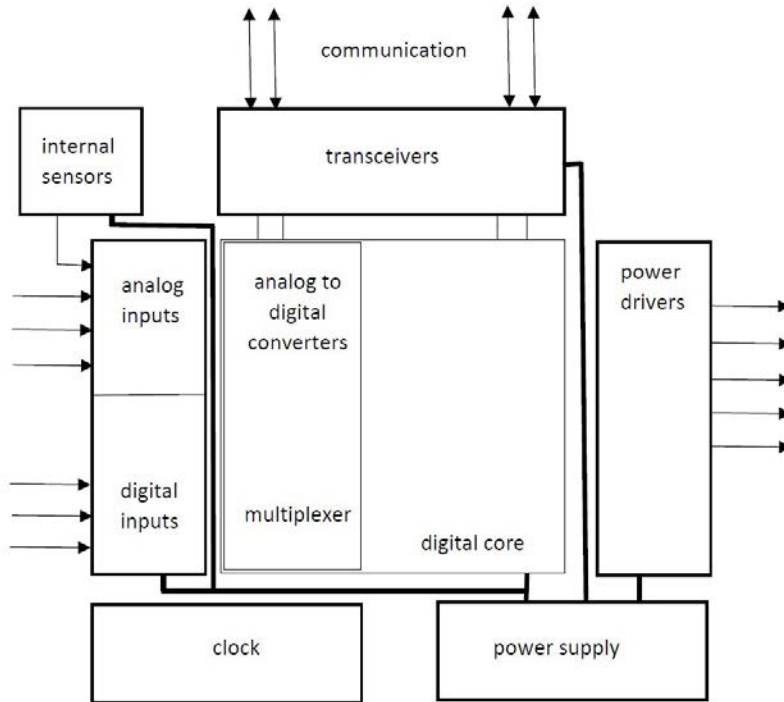 communication
internal
sensors
transceivers
analog
inputs
analog to
digital
converters
power
drivers
digital
inputs
multiplexer
digital core
clock
power supply